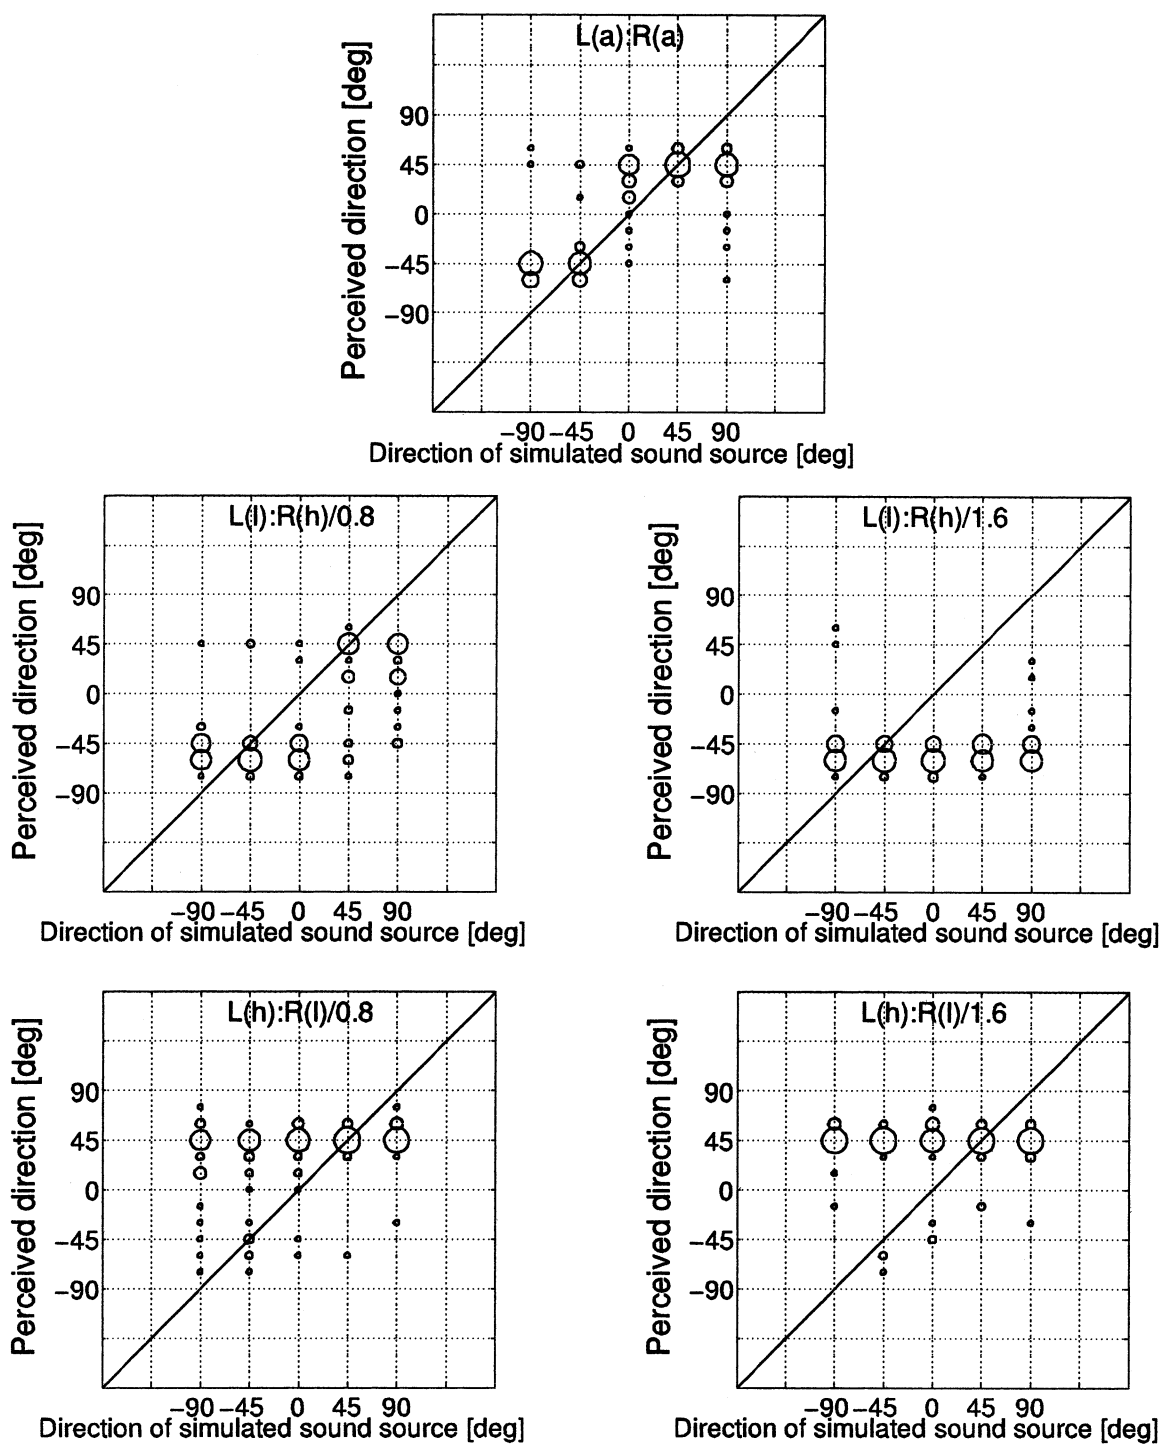 L(a):R(a)
Perceived direction [deg]
90
45
0
−45
−90
−90 −45 0 45 90
Direction of simulated sound source [deg]
L(l):R(h)/0.8
Perceived direction [deg]
90
45
0
−45
−90
−90 −45 0 45 90
Direction of simulated sound source [deg]
L(l):R(h)/1.6
Perceived direction [deg]
90
45
0
−45
−90
−90 −45 0 45 90
Direction of simulated sound source [deg]
L(h):R(l)/0.8
Perceived direction [deg]
90
45
0
−45
−90
−90 −45 0 45 90
Direction of simulated sound source [deg]
L(h):R(l)/1.6
Perceived direction [deg]
90
45
0
−45
−90
−90 −45 0 45 90
Direction of simulated sound source [deg]